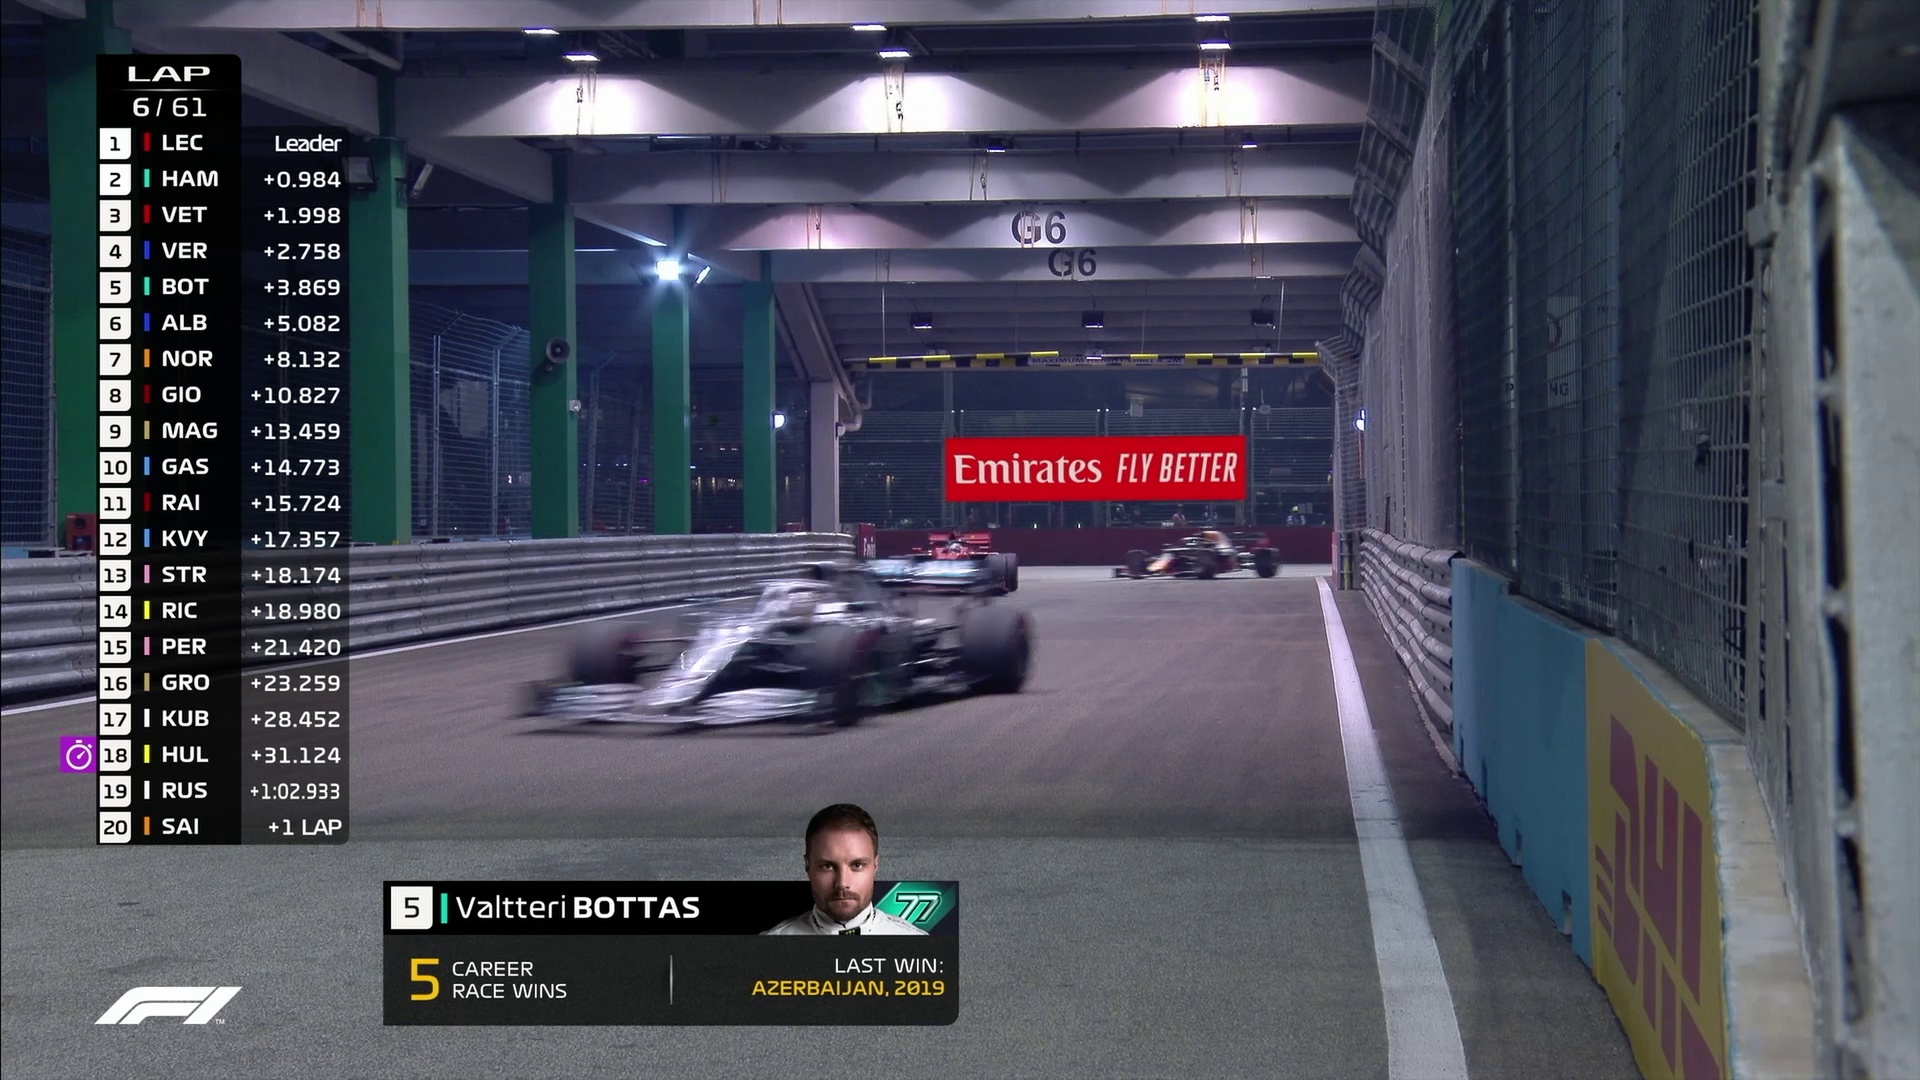 LAP
6/61
1 LEC Leader
2 HAM +0.984
3 VET +1.998
4 VER +2.758
5 BOT +3.869
6 ALB +5.082
7 NOR +8.132
8 GIO +10.827
9 MAG +13.459
10 GAS +14.773
11 RAI +15.724
12 KVY +17.357
13 STR +18.174
14 RIC +18.980
15 PER +21.420
16 GRO +23.259
17 KUB +28.452
18 HUL +31.124
19 RUS +1:02.933
20 SAI +1 LAP
G6
G6
Emirates FLY BETTER
DHL
5 Valtteri BOTTAS 77
5 CAREER
RACE WINS
LAST WIN:
AZERBAIJAN, 2019
F1